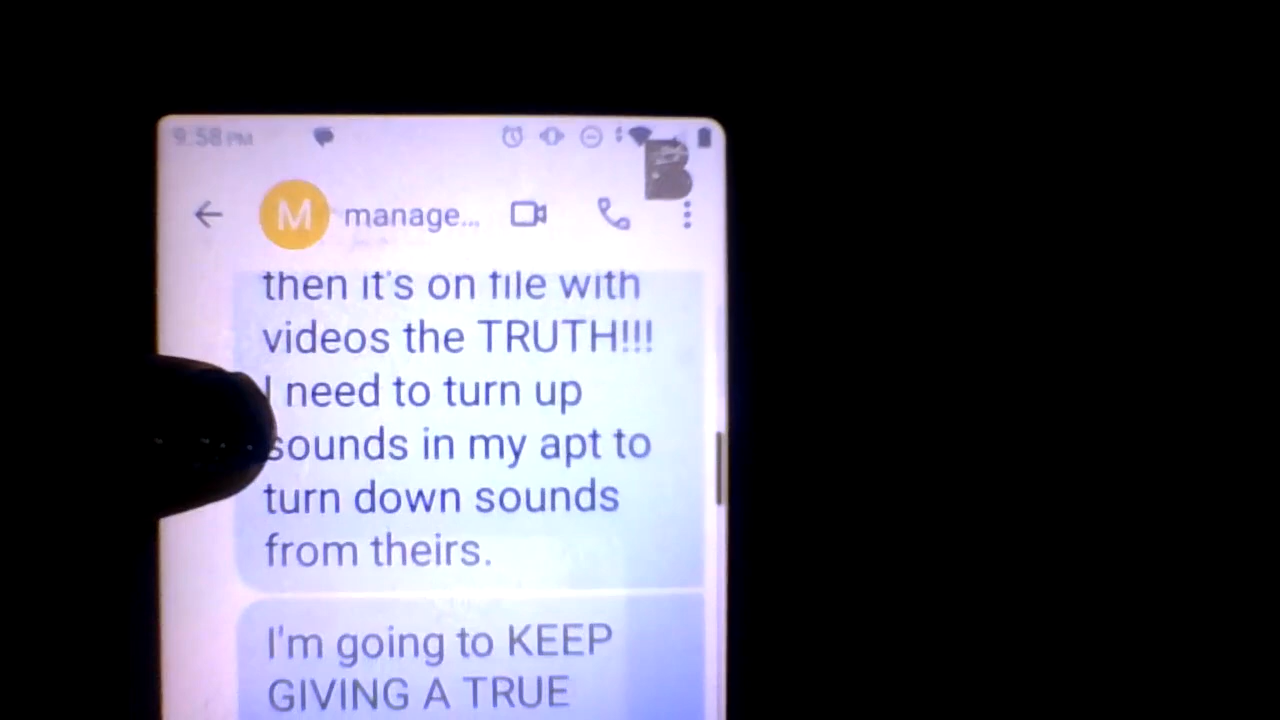 9:58 PM
M manage...
then it's on file with
videos the TRUTH!!!
I need to turn up
sounds in my apt to
turn down sounds
from theirs.
I'm going to KEEP
GIVING A TRUE
B